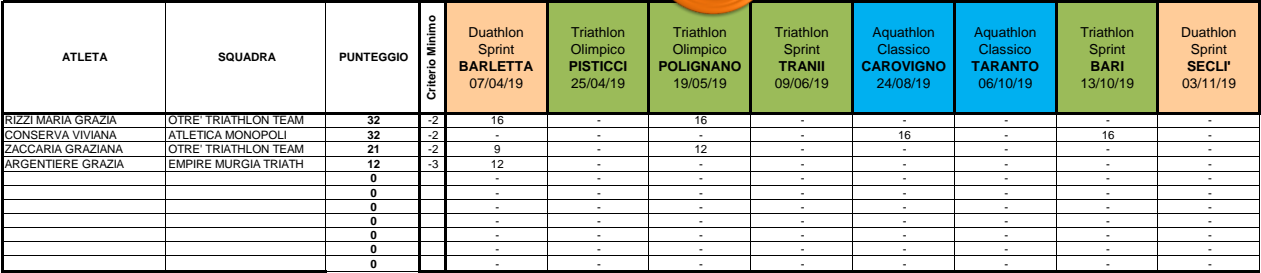 ATLETA SQUADRA PUNTEGGIO Criterio Minimo Duathlon Sprint BARLETTA 07/04/19 Triathlon Olimpico PISTICCI 25/04/19 Triathlon Olimpico POLIGNANO 19/05/19 Triathlon Sprint TRANII 09/06/19 Aquathlon Classico CAROVIGNO 24/08/19 Aquathlon Classico TARANTO 06/10/19 Triathlon Sprint BARI 13/10/19 Duathlon Sprint SECLI' 03/11/19
RIZZI MARIA GRAZIA OTRE' TRIATHLON TEAM 32 -2 16 - 16 - - - - -
CONSERVA VIVIANA ATLETICA MONOPOLI 32 -2 - - - - 16 - 16 -
ZACCARIA GRAZIANA OTRE' TRIATHLON TEAM 21 -2 9 - 12 - - - - -
ARGENTIERE GRAZIA EMPIRE MURGIA TRIATH 12 -3 12 - - - - - - -
0 - - - - - - - -
0 - - - - - - - -
0 - - - - - - - -
0 - - - - - - - -
0 - - - - - - - -
0 - - - - - - - -